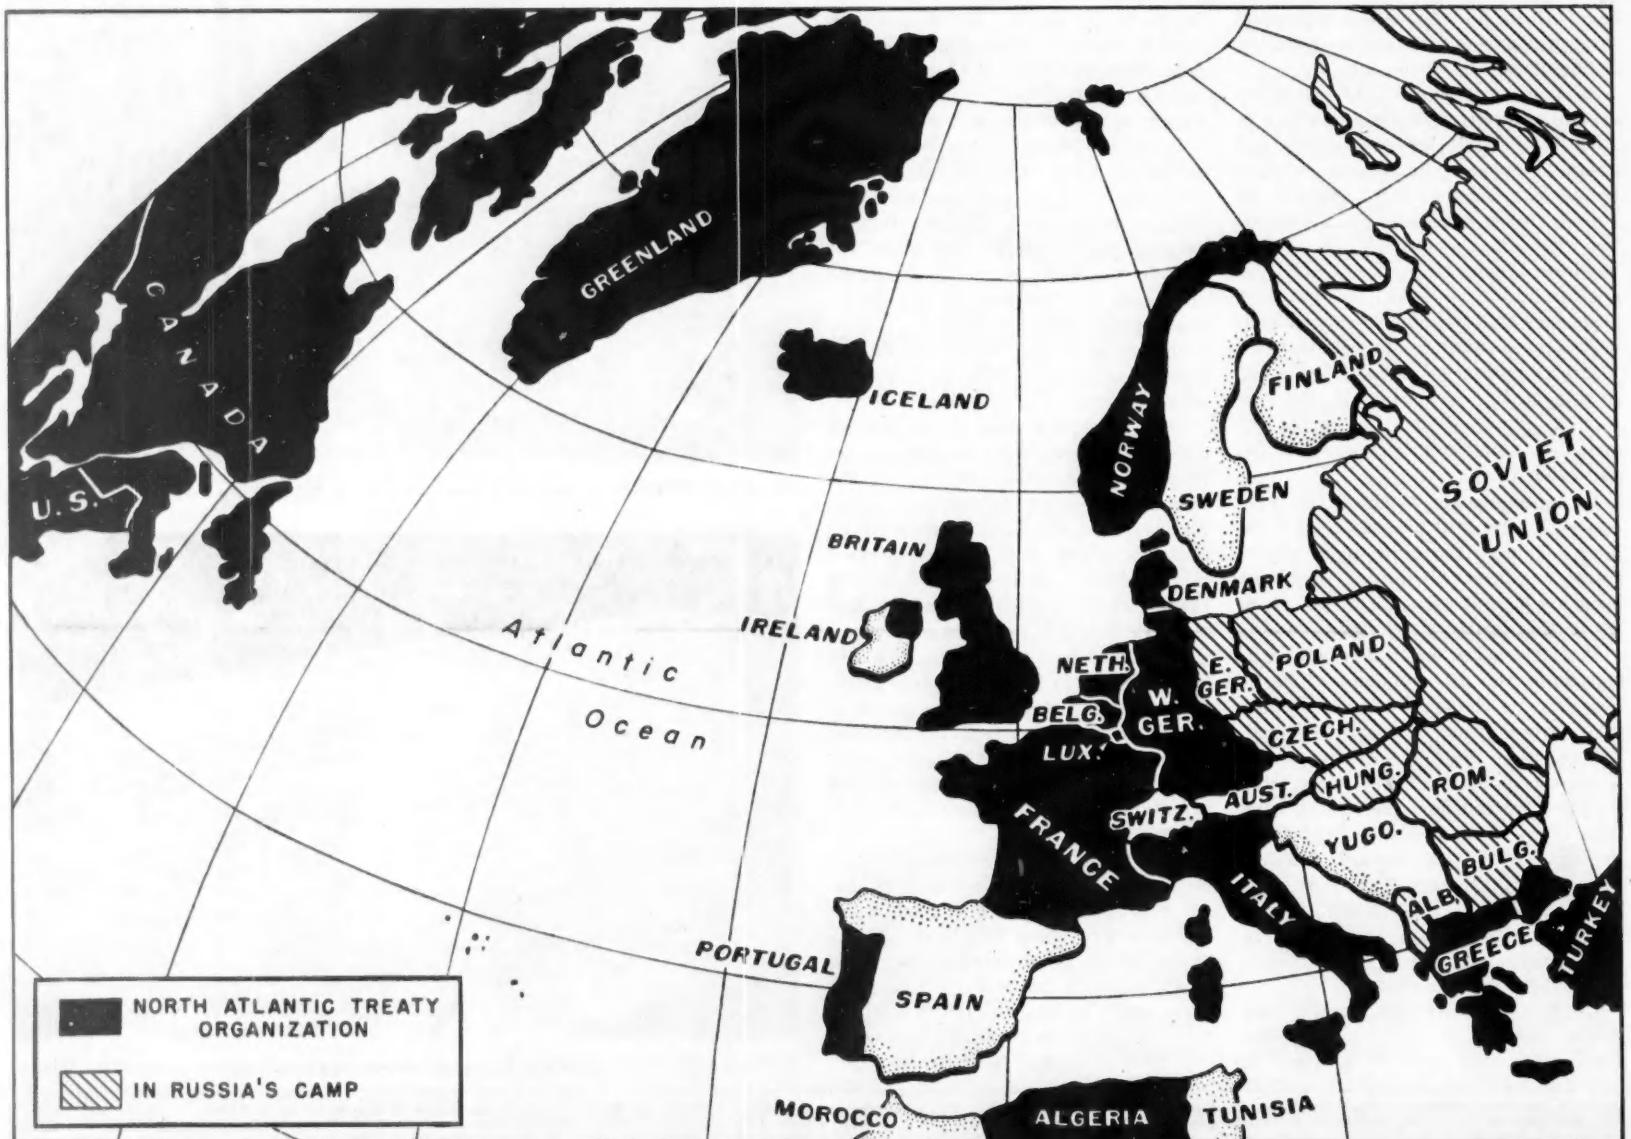 GREENLAND
CANADA
ICELAND
FINLAND
NORWAY
SOVIET
UNION
SWEDEN
U.S.
BRITAIN
DENMARK
IRELAND
Atlantic
Ocean
NETH.
E.
GER.
POLAND
W.
GER.
BELG.
LUX.
CZECH.
HUNG.
ROM.
AUST.
SWITZ.
FRANCE
YUGO.
BULG.
ITALY
ALB.
GREECE
TURKEY
PORTUGAL
SPAIN
MOROCCO
ALGERIA
TUNISIA
NORTH ATLANTIC TREATY
ORGANIZATION
IN RUSSIA'S CAMP